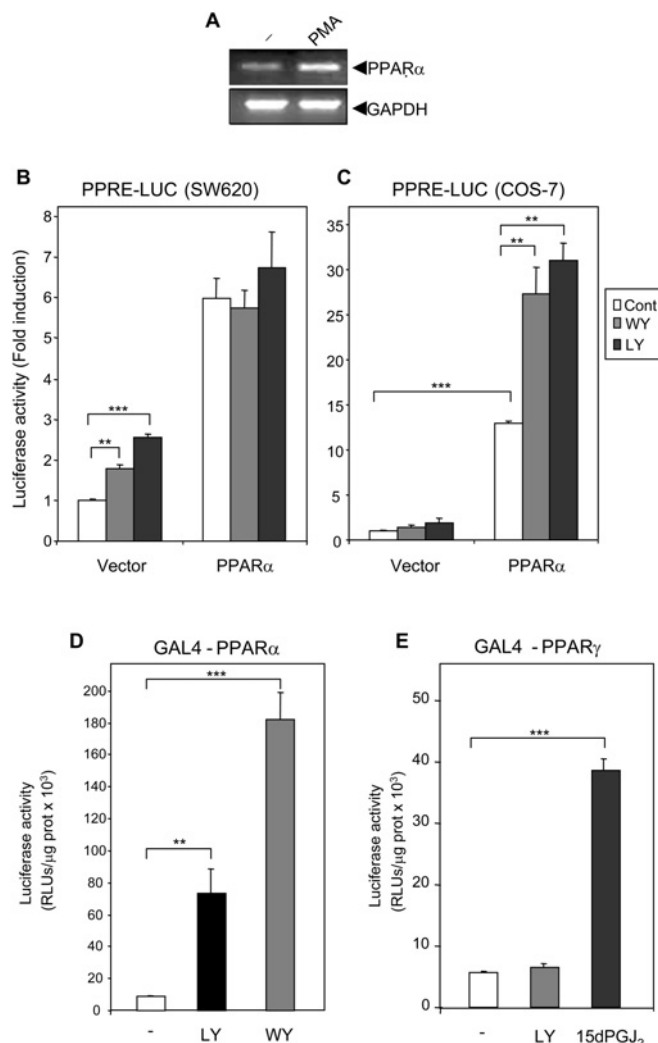 A
- PMA
PPARα
GAPDH
B
PPRE-LUC (SW620)
Luciferase activity (Fold induction)
8
7
6
5
4
3
2
1
0
**
***
Vector PPARα
C
PPRE-LUC (COS-7)
35
30
25
20
15
10
5
0
***
**
**
Vector PPARα
Cont
WY
LY
D
GAL4 - PPARα
Luciferase activity
(RLUs/μg prot x 10³)
200
180
160
140
120
100
80
60
40
20
0
***
**
- LY WY
E
GAL4 - PPARγ
Luciferase activity
(RLUs/μg prot x 10³)
50
40
30
20
10
0
***
- LY 15dPGJ₂